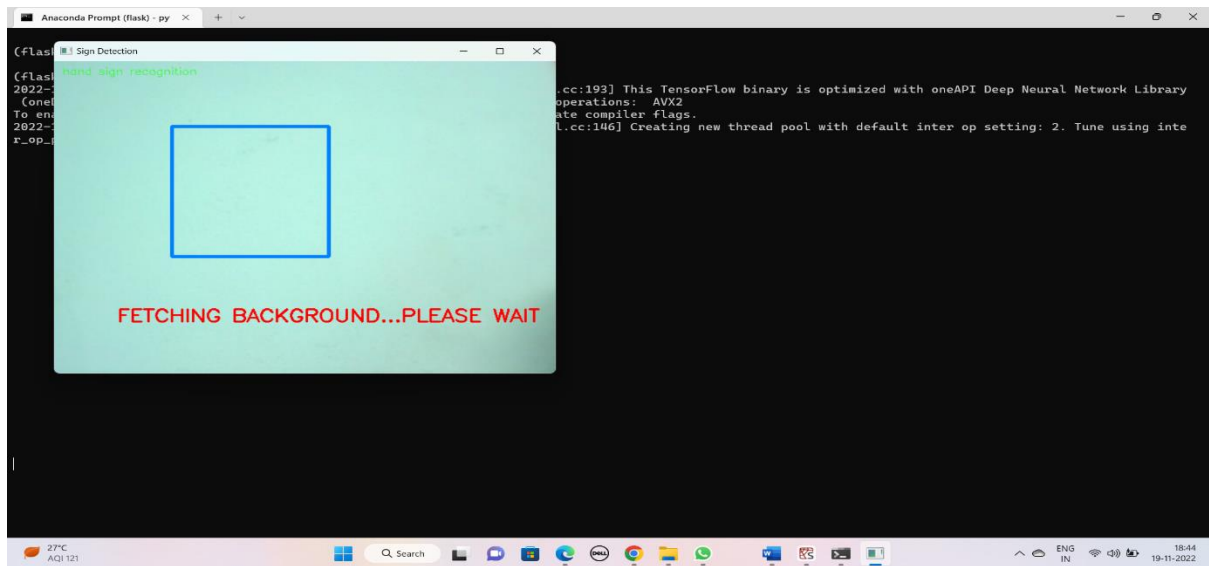 Anaconda Prompt (flask) - py
Sign Detection
(flas
hand sign recognition
(flas
2022-1 .cc:193] This TensorFlow binary is optimized with oneAPI Deep Neural Network Library
(oneD operations: AVX2
To ena ate compiler flags.
2022-1 l.cc:146] Creating new thread pool with default inter op setting: 2. Tune using inte
r_op_p
FETCHING BACKGROUND...PLEASE WAIT
27°C
AQI 121
Search
DELL
ENG
IN
18:44
19-11-2022